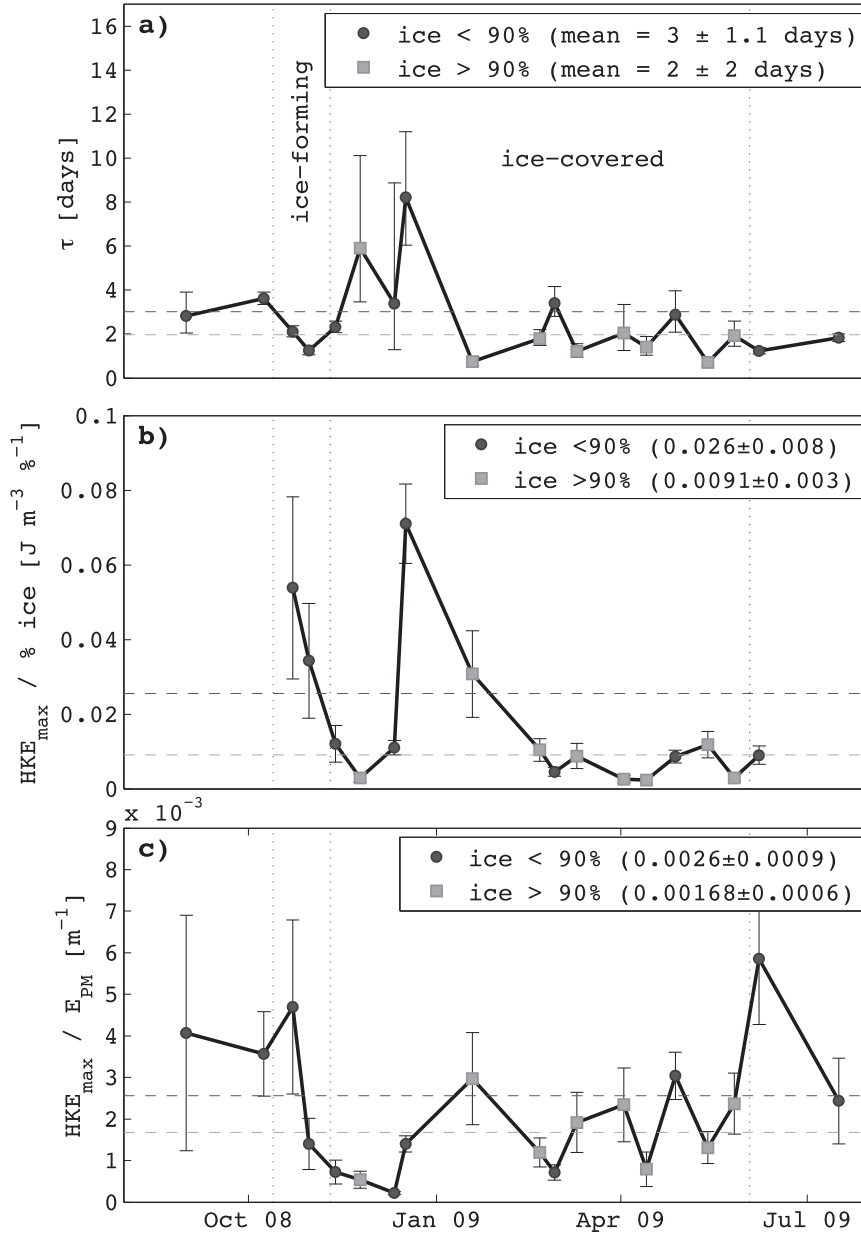 a)
ice < 90% (mean = 3 ± 1.1 days)
ice > 90% (mean = 2 ± 2 days)
ice-forming
ice-covered
τ [days]
16
14
12
10
8
6
4
2
0
b)
ice <90% (0.026±0.008)
ice >90% (0.0091±0.003)
HKEmax / % ice [J m−3 %−1]
0.1
0.08
0.06
0.04
0.02
0
x 10−3
c)
ice < 90% (0.0026±0.0009)
ice > 90% (0.00168±0.0006)
HKEmax / EPM [m−1]
9
8
7
6
5
4
3
2
1
0
Oct 08 Jan 09 Apr 09 Jul 09